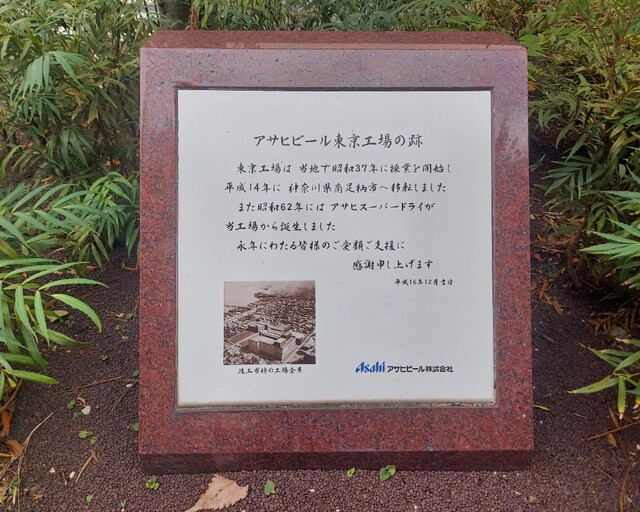 アサヒビール東京工場の跡
東京工場は 当地で昭和37年に操業を開始し
平成14年に 神奈川県南足柄市へ移転しました
また昭和62年には アサヒスーパードライが
当工場から誕生しました
永年にわたる皆様のご愛顧ご支援に
感謝申し上げます
平成16年12月吉日
竣工当時の工場全景
Asahi アサヒビール株式会社